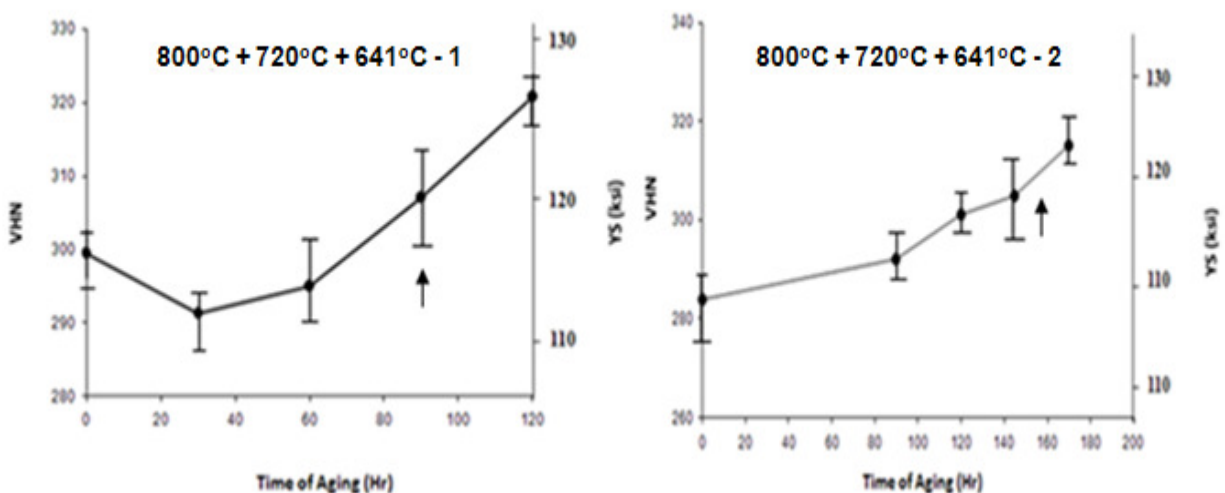 800°C + 720°C + 641°C - 1
330
320
310
300
290
280
VHN
130
120
110
YS (ksi)
0 20 40 60 80 100 120
Time of Aging (Hr)
800°C + 720°C + 641°C - 2
340
320
300
280
260
VHN
130
120
110
110
YS (ksi)
0 20 40 60 80 100 120 140 160 180 200
Time of Aging (Hr)